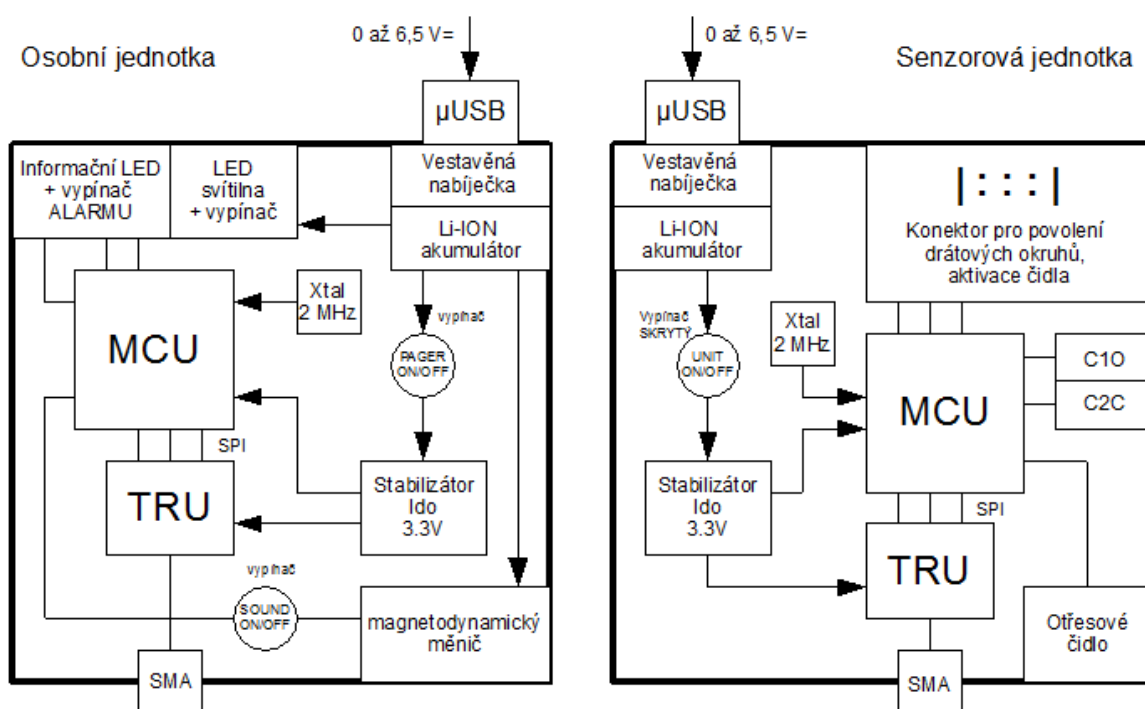 Osobní jednotka
0 až 6,5 V=
µUSB
Informační LED
+ vypínač
ALARMU
LED
svítilna
+ vypínač
Vestavěná
nabíječka
Li-ION
akumulátor
Xtal
2 MHz
vypínač
MCU
PAGER
ON/OFF
SPI
TRU
Stabilizátor
ldo
3.3V
vypínač
SOUND
ON/OFF
magnetodynamický
měnič
SMA
0 až 6,5 V=
Senzorová jednotka
µUSB
Vestavěná
nabíječka
Li-ION
akumulátor
|:::|
Konektor pro povolení
drátových okruhů,
aktivace čidla
Vypínač
SKRYTÝ
Xtal
2 MHz
UNIT
ON/OFF
MCU
C1O
C2C
Stabilizátor
ldo
3.3V
SPI
TRU
Otřesové
čidlo
SMA